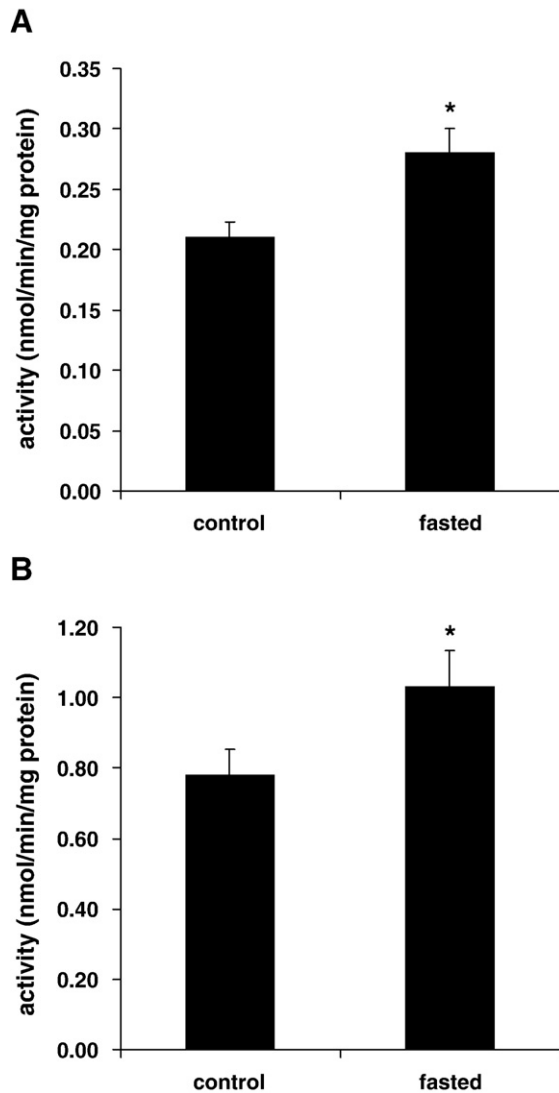 A
activity (nmol/min/mg protein)
0.35
0.30
0.25
0.20
0.15
0.10
0.05
0.00
*
control fasted
B
activity (nmol/min/mg protein)
1.20
1.00
0.80
0.60
0.40
0.20
0.00
*
control fasted